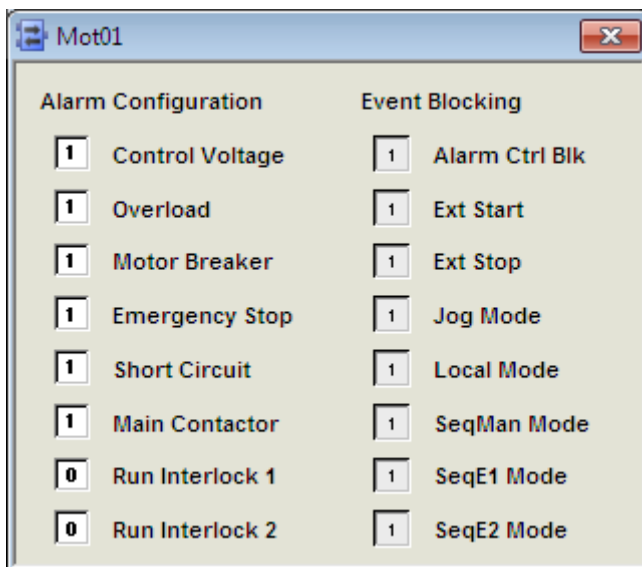 Mot01
Alarm Configuration Event Blocking
1 Control Voltage 1 Alarm Ctrl Blk
1 Overload 1 Ext Start
1 Motor Breaker 1 Ext Stop
1 Emergency Stop 1 Jog Mode
1 Short Circuit 1 Local Mode
1 Main Contactor 1 SeqMan Mode
0 Run Interlock 1 1 SeqE1 Mode
0 Run Interlock 2 1 SeqE2 Mode